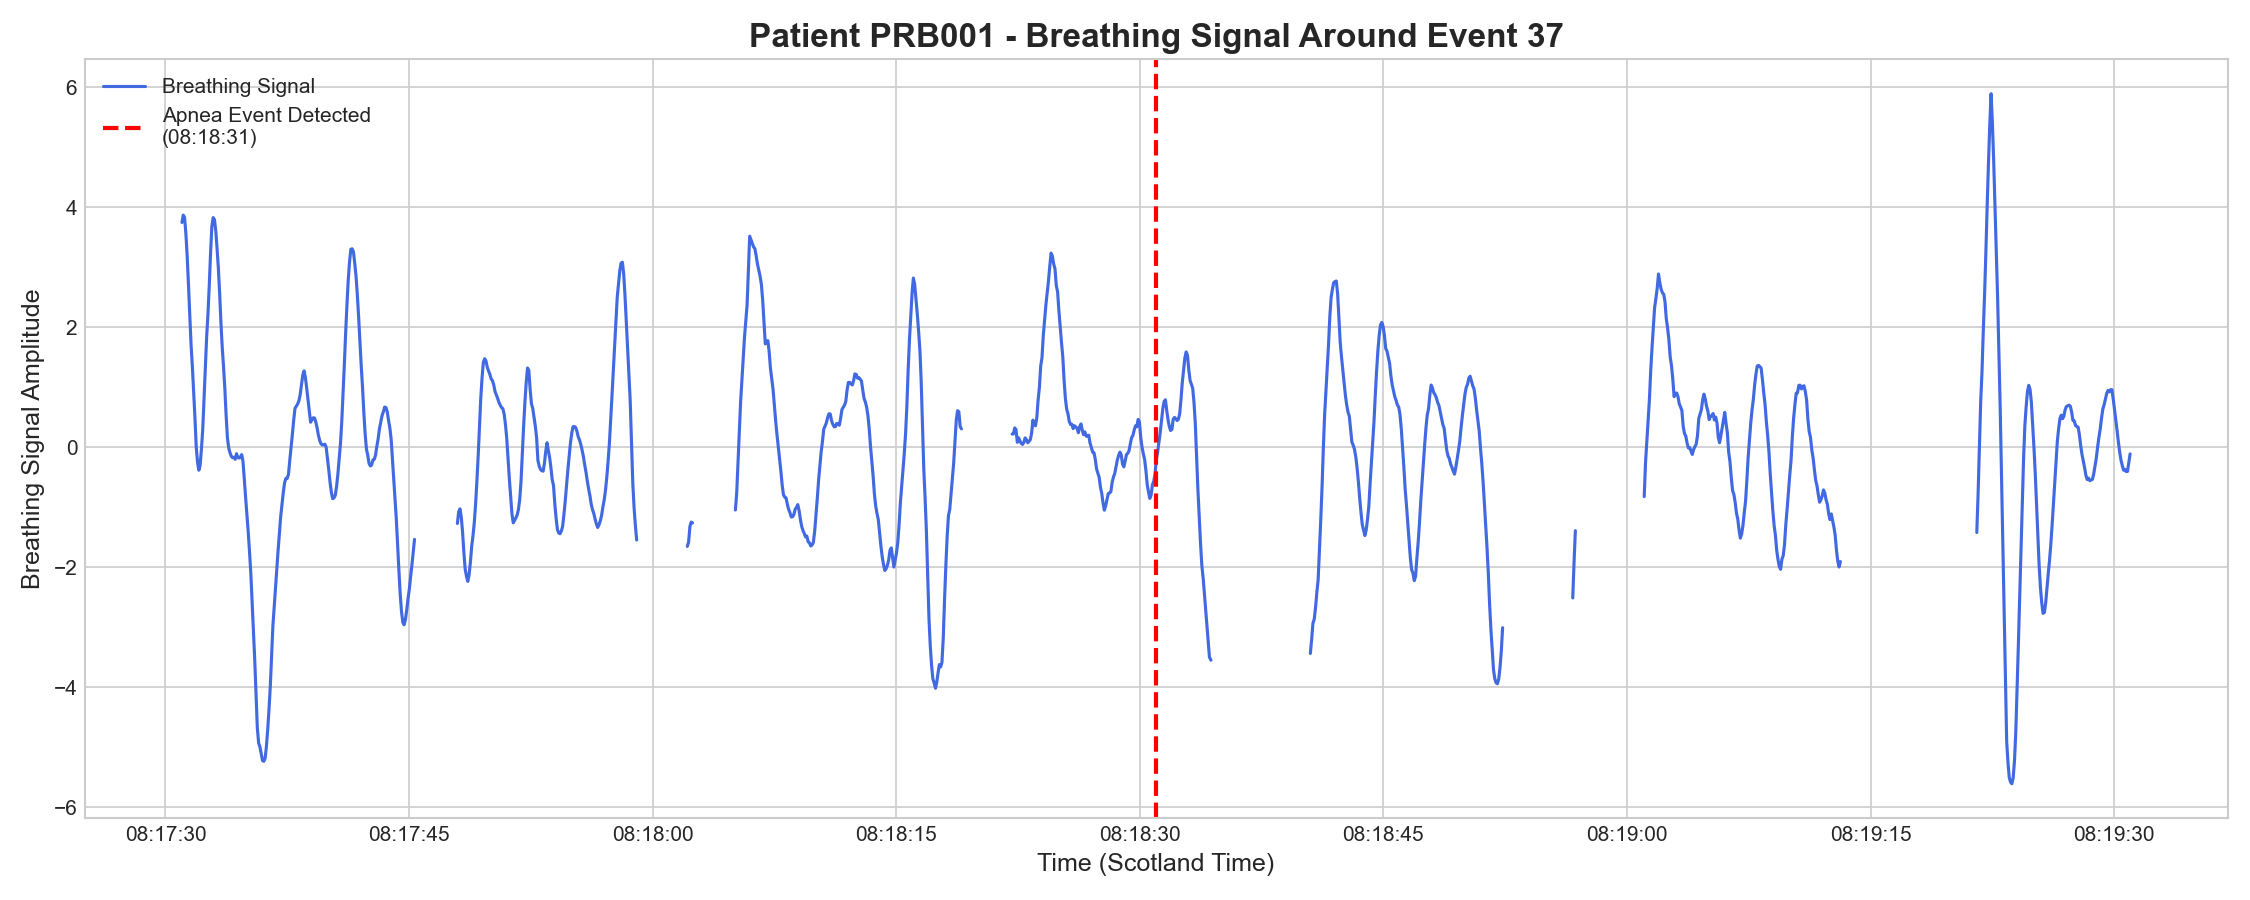 Patient PRB001 - Breathing Signal Around Event 37
Breathing Signal
Apnea Event Detected
(08:18:31)
Breathing Signal Amplitude
6
4
2
0
−2
−4
−6
08:17:30 08:17:45 08:18:00 08:18:15 08:18:30 08:18:45 08:19:00 08:19:15 08:19:30
Time (Scotland Time)